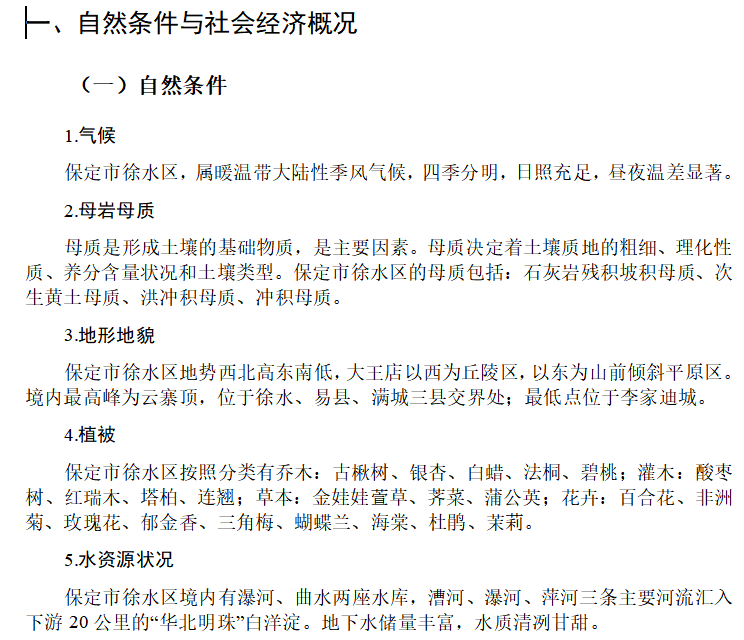 一、自然条件与社会经济概况
（一）自然条件
1.气候
保定市徐水区，属暖温带大陆性季风气候，四季分明，日照充足，昼夜温差显著。
2.母岩母质
母质是形成土壤的基础物质，是主要因素。母质决定着土壤质地的粗细、理化性
质、养分含量状况和土壤类型。保定市徐水区的母质包括：石灰岩残积坡积母质、次
生黄土母质、洪冲积母质、冲积母质。
3.地形地貌
保定市徐水区地势西北高东南低，大王店以西为丘陵区，以东为山前倾斜平原区。
境内最高峰为云寨顶，位于徐水、易县、满城三县交界处；最低点位于李家迪城。
4.植被
保定市徐水区按照分类有乔木：古楸树、银杏、白蜡、法桐、碧桃；灌木：酸枣
树、红瑞木、塔柏、连翘；草本：金娃娃萱草、荠菜、蒲公英；花卉：百合花、非洲
菊、玫瑰花、郁金香、三角梅、蝴蝶兰、海棠、杜鹃、茉莉。
5.水资源状况
保定市徐水区境内有瀑河、曲水两座水库，漕河、瀑河、萍河三条主要河流汇入
下游 20 公里的“华北明珠”白洋淀。地下水储量丰富，水质清冽甘甜。